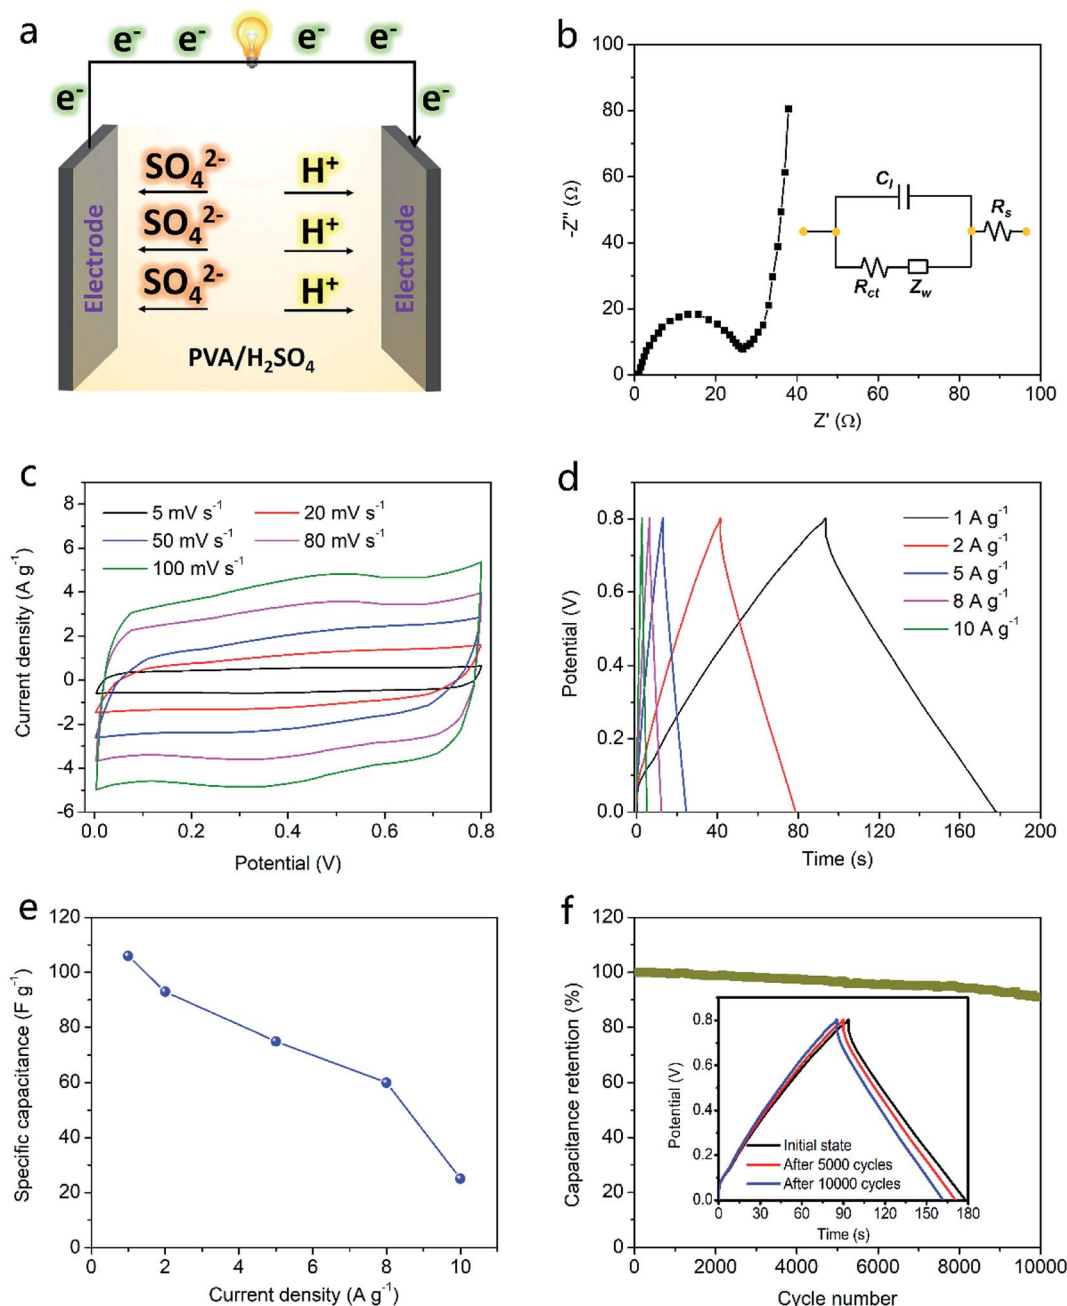 a
e⁻ e⁻ e⁻ e⁻
e⁻ e⁻
SO₄²⁻ H⁺
SO₄²⁻ H⁺
SO₄²⁻ H⁺
Electrode
Electrode
PVA/H₂SO₄
b
100
80
60
40
20
0
-Z'' (Ω)
0 20 40 60 80 100
Z' (Ω)
Cₗ
Rₛ
R꜀ₜ Z_w
c
8
6
4
2
0
-2
-4
-6
Current density (A g⁻¹)
5 mV s⁻¹ 20 mV s⁻¹
50 mV s⁻¹ 80 mV s⁻¹
100 mV s⁻¹
0.0 0.2 0.4 0.6 0.8
Potential (V)
d
0.8
0.6
0.4
0.2
0.0
Potential (V)
1 A g⁻¹
2 A g⁻¹
5 A g⁻¹
8 A g⁻¹
10 A g⁻¹
0 40 80 120 160 200
Time (s)
e
120
100
80
60
40
20
0
Specific capacitance (F g⁻¹)
0 2 4 6 8 10
Current density (A g⁻¹)
f
120
100
80
60
40
20
0
Capacitance retention (%)
0.8
0.6
0.4
0.2
0.0
Potential (V)
Initial state
After 5000 cycles
After 10000 cycles
0 30 60 90 120 150 180
Time (s)
0 2000 4000 6000 8000 10000
Cycle number